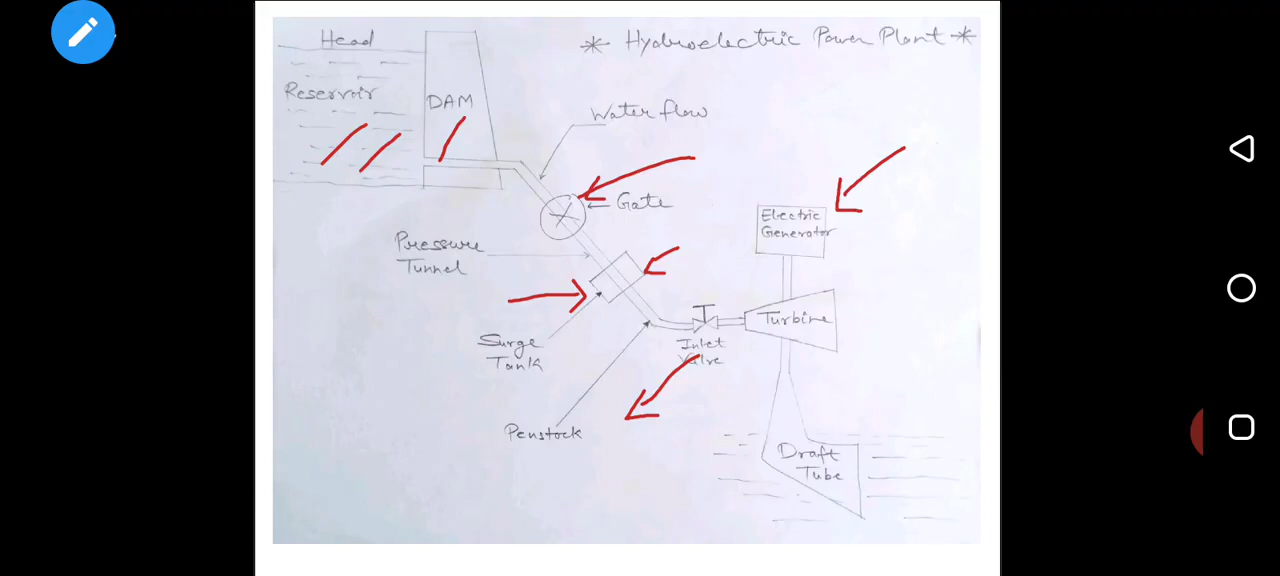 Head
* Hydroelectric Power Plant *
Reservoir
DAM
Water flow
Gate
Electric
Generator
Pressure
Tunnel
Turbine
Surge
Tank
Inlet
Valve
Penstock
Draft
Tube